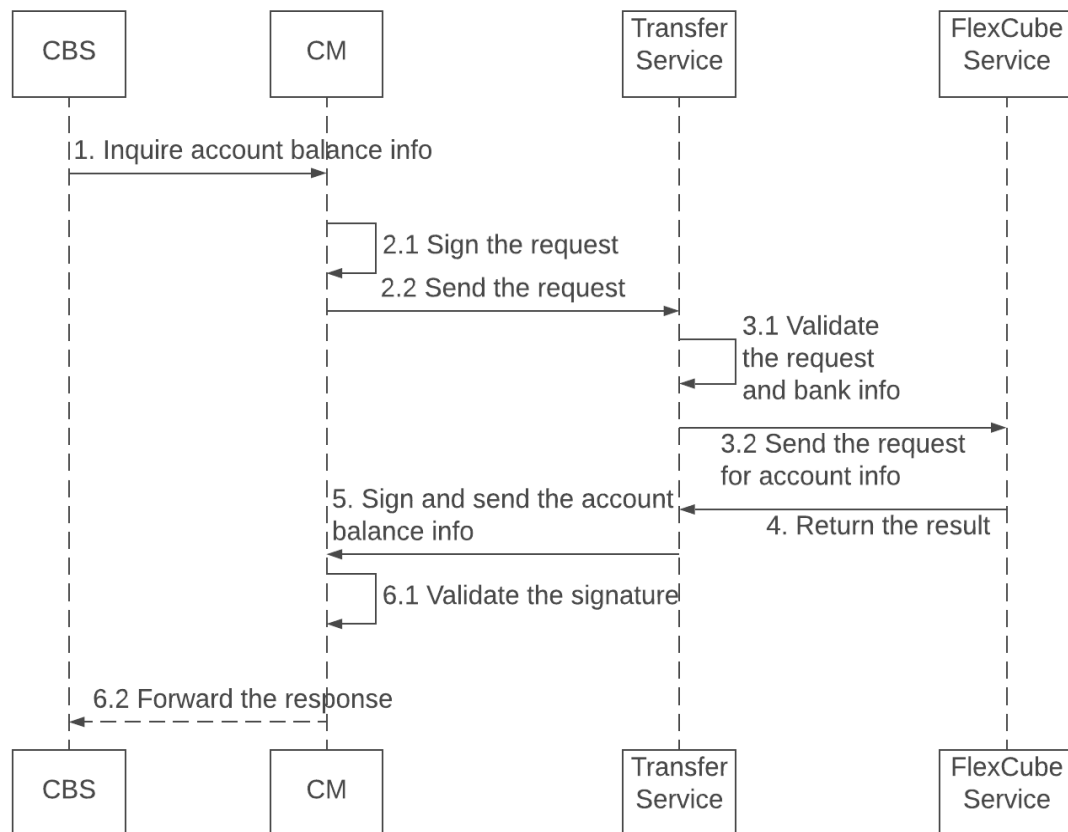 CBS
CM
Transfer
Service
FlexCube
Service
1. Inquire account balance info
2.1 Sign the request
2.2 Send the request
3.1 Validate
the request
and bank info
3.2 Send the request
for account info
5. Sign and send the account
balance info
4. Return the result
6.1 Validate the signature
6.2 Forward the response
CBS
CM
Transfer
Service
FlexCube
Service